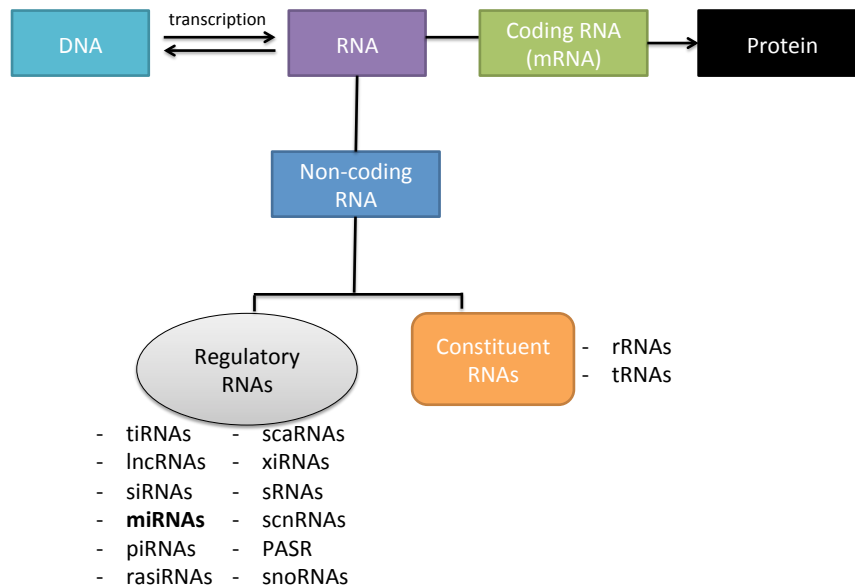 transcription
DNA
RNA
Coding RNA
(mRNA)
Protein
Non-coding
RNA
Regulatory
RNAs
Constituent
RNAs
- rRNAs
- tRNAs
- tiRNAs - scaRNAs
- lncRNAs - xiRNAs
- siRNAs - sRNAs
- miRNAs - scnRNAs
- piRNAs - PASR
- rasiRNAs - snoRNAs